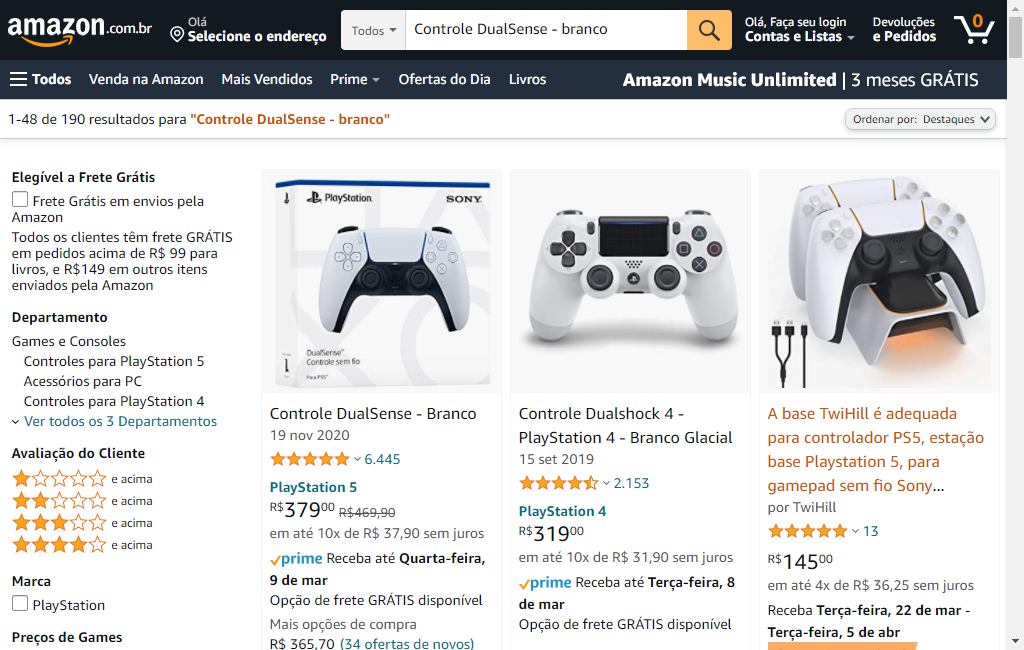 amazon.com.br
Olá
Selecione o endereço
Todos
Controle DualSense - branco
Olá, Faça seu login
Contas e Listas
Devoluções
e Pedidos
0
Todos
Venda na Amazon
Mais Vendidos
Prime
Ofertas do Dia
Livros
Amazon Music Unlimited | 3 meses GRÁTIS
1-48 de 190 resultados para "Controle DualSense - branco"
Ordenar por: Destaques
Elegível a Frete Grátis
Frete Grátis em envios pela
Amazon
Todos os clientes têm frete GRÁTIS
em pedidos acima de R$ 99 para
livros, e R$149 em outros itens
enviados pela Amazon
Departamento
Games e Consoles
Controles para PlayStation 5
Acessórios para PC
Controles para PlayStation 4
Ver todos os 3 Departamentos
Avaliação do Cliente
e acima
e acima
e acima
e acima
Marca
PlayStation
Preços de Games
PlayStation
SONY
DualSense
Controle sem fio
Para PS5
Controle DualSense - Branco
19 nov 2020
6.445
PlayStation 5
R$37900 R$469,90
em até 10x de R$ 37,90 sem juros
prime Receba até Quarta-feira,
9 de mar
Opção de frete GRÁTIS disponível
Mais opções de compra
R$ 365,70 (34 ofertas de novos)
Controle Dualshock 4 -
PlayStation 4 - Branco Glacial
15 set 2019
2.153
PlayStation 4
R$31900
em até 10x de R$ 31,90 sem juros
prime Receba até Terça-feira, 8
de mar
Opção de frete GRÁTIS disponível
A base TwiHill é adequada
para controlador PS5, estação
base Playstation 5, para
gamepad sem fio Sony...
por TwiHill
13
R$14500
em até 4x de R$ 36,25 sem juros
Receba Terça-feira, 22 de mar -
Terça-feira, 5 de abr